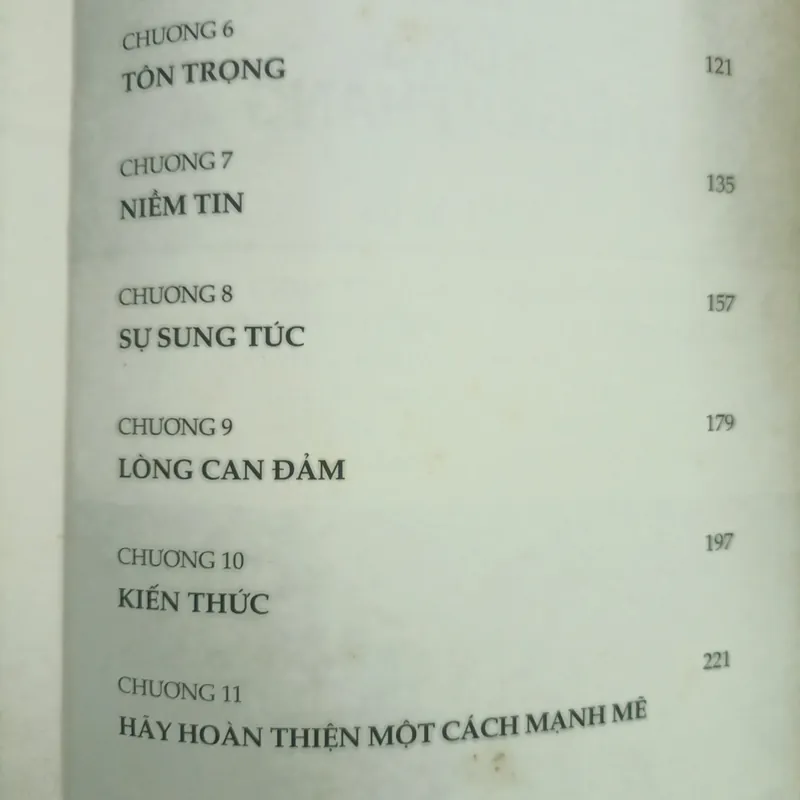 CHƯƠNG 6
TÔN TRỌNG 121
CHƯƠNG 7
NIỀM TIN 135
CHƯƠNG 8
SỰ SUNG TÚC 157
CHƯƠNG 9
LÒNG CAN ĐẢM 179
CHƯƠNG 10
KIẾN THỨC 197
CHƯƠNG 11
HÃY HOÀN THIỆN MỘT CÁCH MẠNH MẼ 221